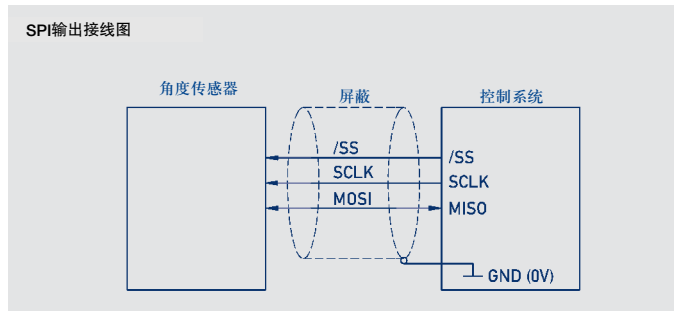 SPI输出接线图
角度传感器
屏蔽
控制系统
/SS
/SS
SCLK
SCLK
MOSI
MISO
GND (0V)